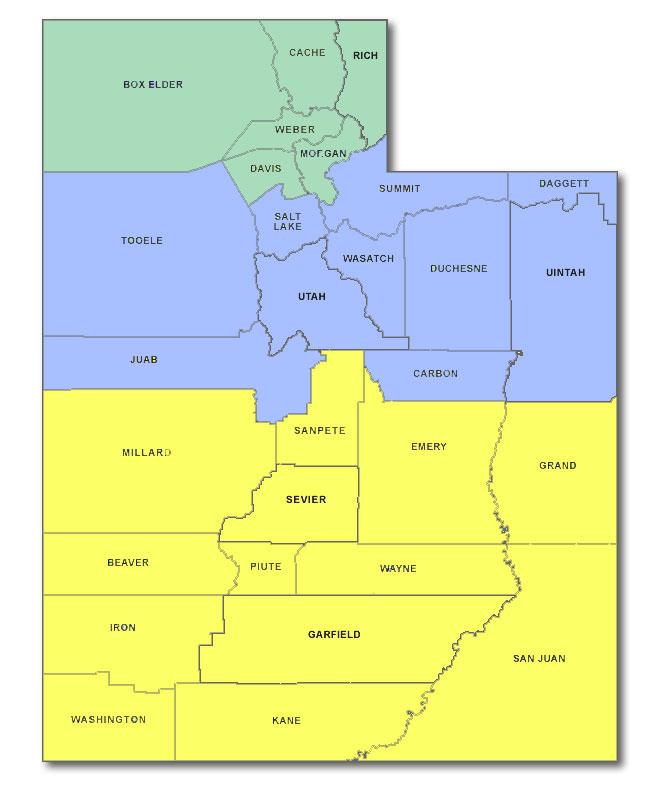 CACHE
RICH
BOX ELDER
WEBER
MORGAN
DAVIS
SUMMIT
DAGGETT
SALT
LAKE
TOOELE
WASATCH
DUCHESNE
UINTAH
UTAH
JUAB
CARBON
SANPETE
EMERY
MILLARD
GRAND
SEVIER
BEAVER
PIUTE
WAYNE
IRON
GARFIELD
SAN JUAN
WASHINGTON
KANE